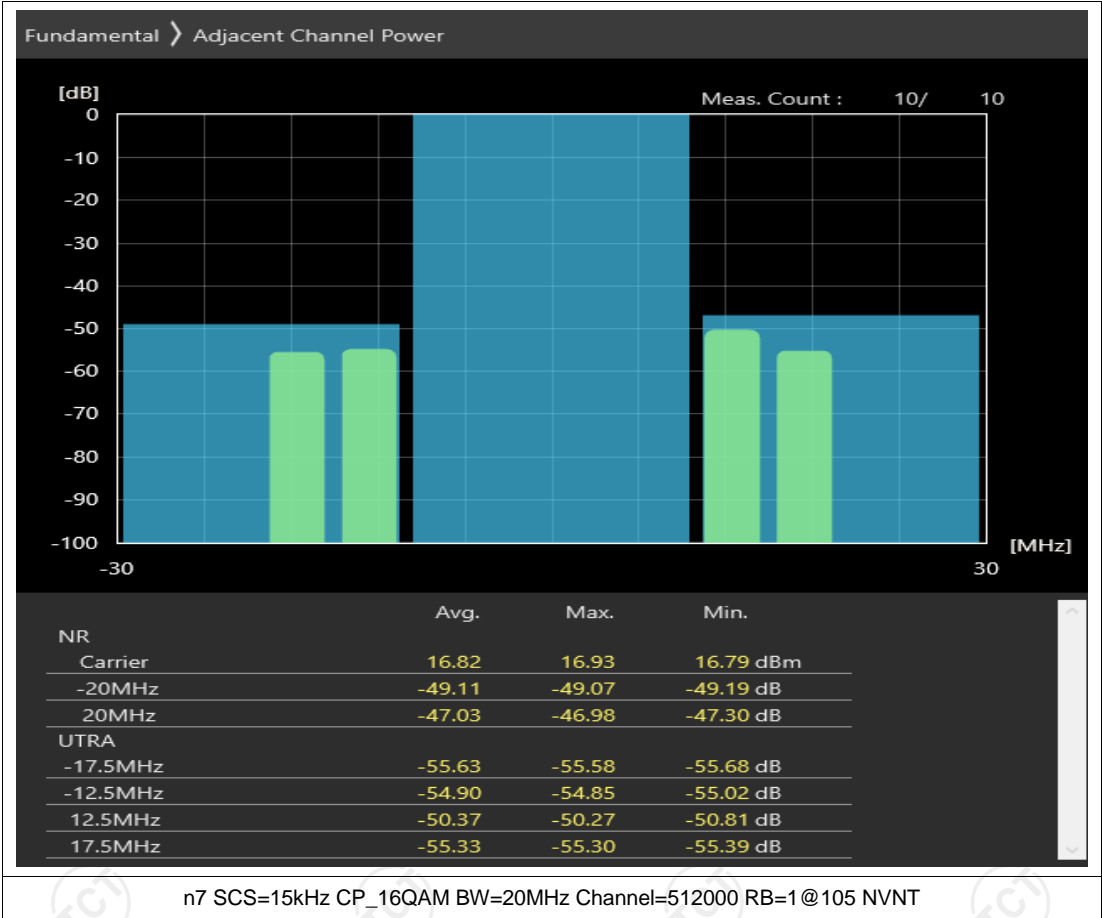 Fundamental 〉 Adjacent Channel Power
[dB]
Meas. Count : 10/ 10
0
-10
-20
-30
-40
-50
-60
-70
-80
-90
-100
[MHz]
-30 30
Avg. Max. Min.
NR
Carrier 16.82 16.93 16.79 dBm
-20MHz -49.11 -49.07 -49.19 dB
20MHz -47.03 -46.98 -47.30 dB
UTRA
-17.5MHz -55.63 -55.58 -55.68 dB
-12.5MHz -54.90 -54.85 -55.02 dB
12.5MHz -50.37 -50.27 -50.81 dB
17.5MHz -55.33 -55.30 -55.39 dB
n7 SCS=15kHz CP_16QAM BW=20MHz Channel=512000 RB=1@105 NVNT
TCT TCT TCT TCT